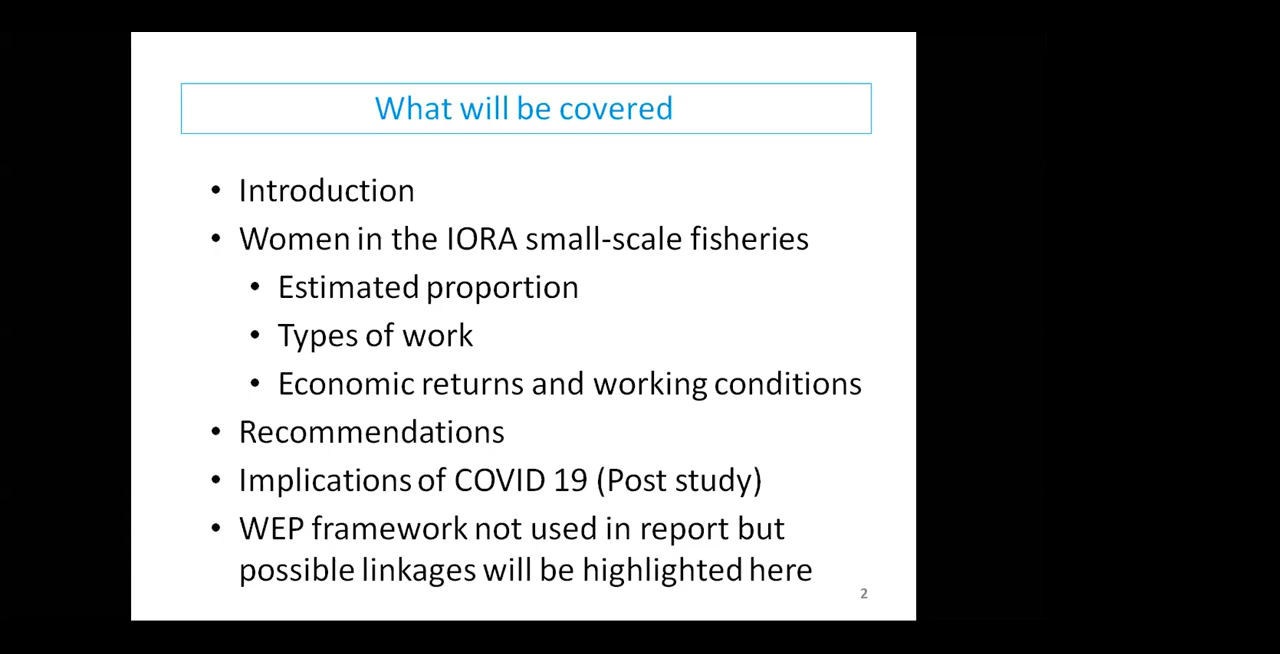 What will be covered
• Introduction
• Women in the IORA small-scale fisheries
• Estimated proportion
• Types of work
• Economic returns and working conditions
• Recommendations
• Implications of COVID 19 (Post study)
• WEP framework not used in report but
possible linkages will be highlighted here
2